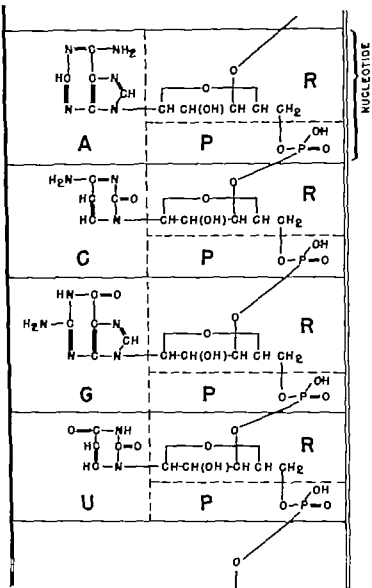 O
N C-NH₂
HC C-N
CH
N-C-N-CH·CH(OH)·CH·CH·CH₂
O
O
R
NUCLEOTIDE
OH
O-P=O
A
P
H₂N-C-N
HC C=O
HC-N-CH·CH(OH)·CH·CH·CH₂
O
O
R
OH
O-P=O
C
P
HN-C=O
H₂N-C C-N
CH
N-C-N-CH·CH(OH)·CH·CH·CH₂
O
O
R
OH
O-P=O
G
P
O=C-NH
HC C=O
HC-N-CH·CH(OH)·CH·CH·CH₂
O
O
R
OH
O-P=O
U
P
O